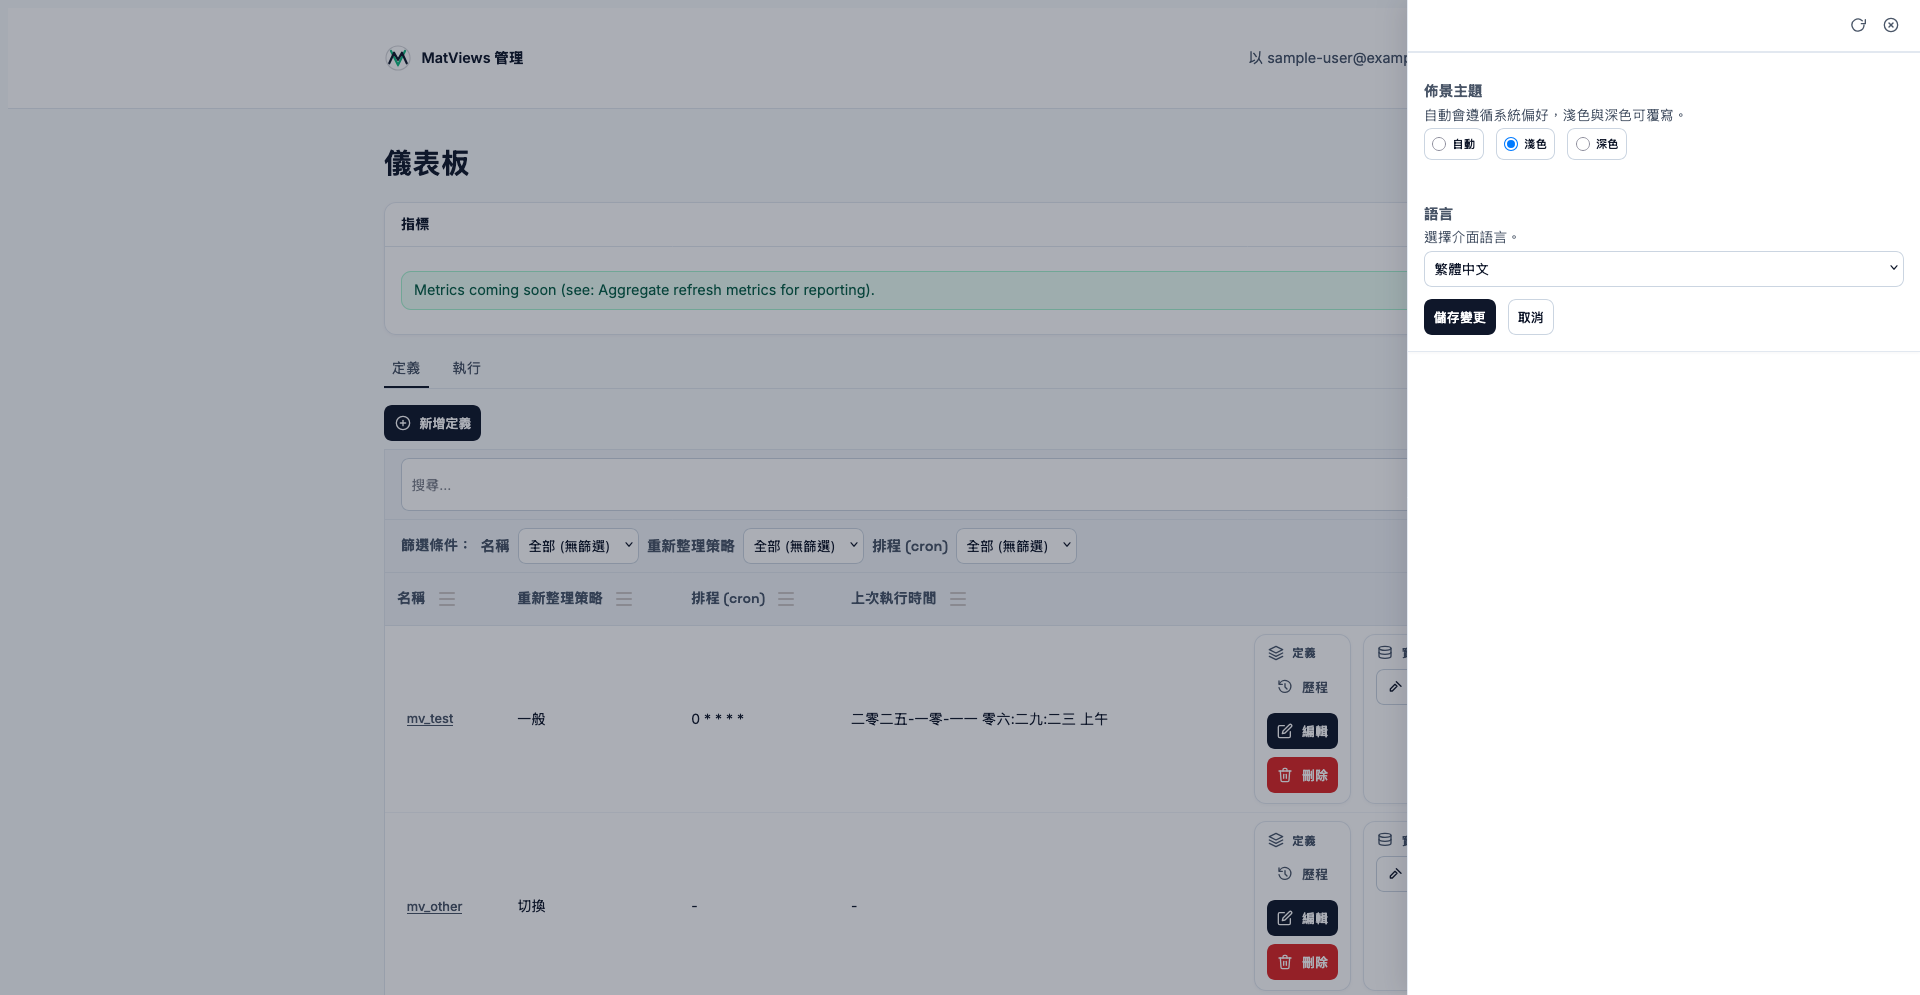 MatViews 管理
以 sample-user@examp
儀表板
指標
Metrics coming soon (see: Aggregate refresh metrics for reporting).
定義 執行
新增定義
搜尋...
篩選條件： 名稱 全部 (無篩選) 重新整理策略 全部 (無篩選) 排程 (cron) 全部 (無篩選)
名稱 重新整理策略 排程 (cron) 上次執行時間
定義
歷程
mv_test 一般 0 * * * * 二零二五-一零-一一 零六:二九:二三 上午
編輯
刪除
定義
歷程
mv_other 切換 - -
編輯
刪除
佈景主題
自動會遵循系統偏好，淺色與深色可覆寫。
自動 淺色 深色
語言
選擇介面語言。
繁體中文
儲存變更 取消